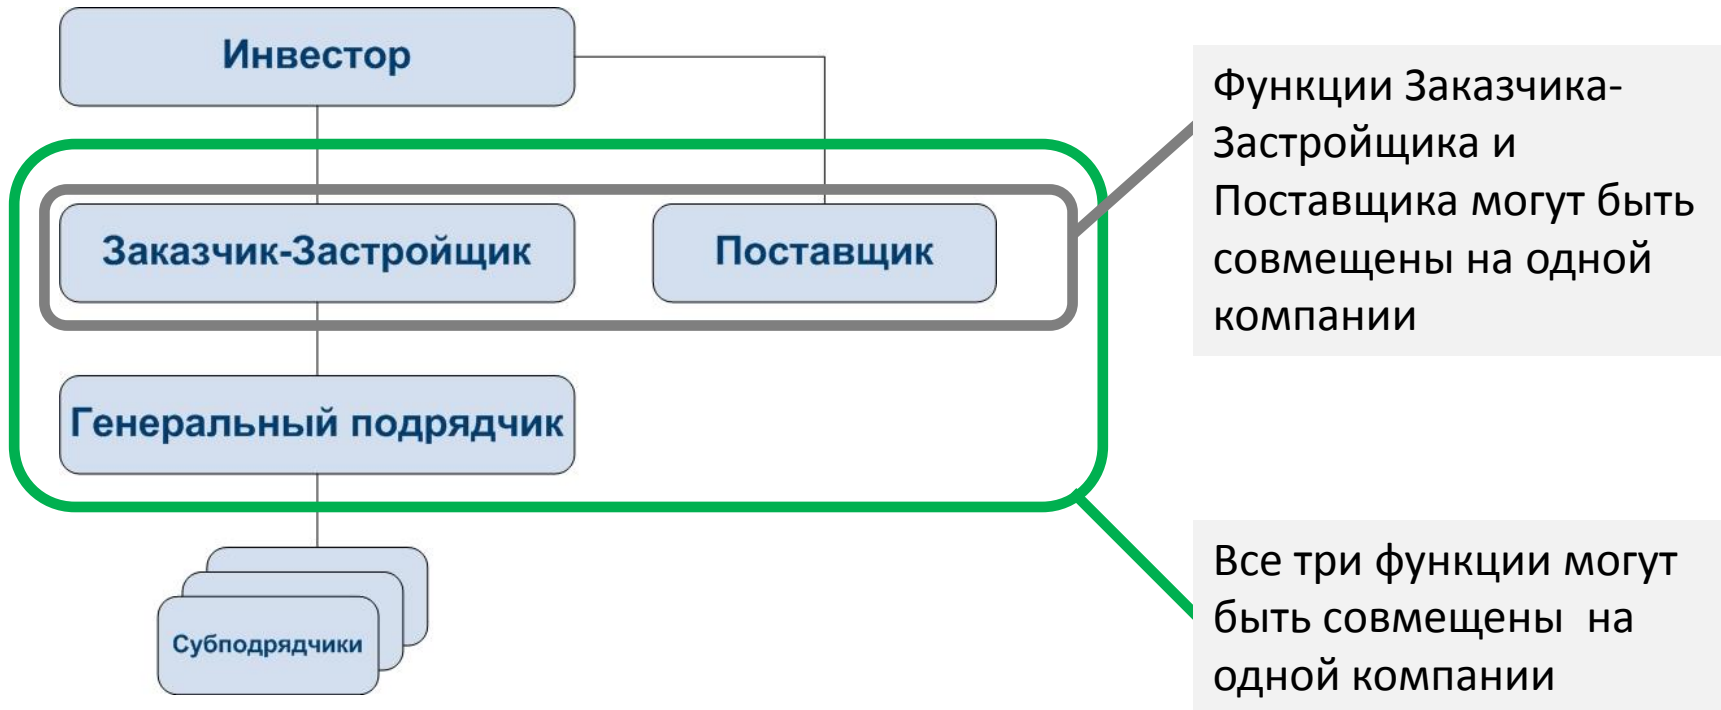 Инвестор
Функции Заказчика-
Застройщика и
Поставщика могут быть
совмещены на одной
компании
Заказчик-Застройщик
Поставщик
Генеральный подрядчик
Субподрядчики
Все три функции могут
быть совмещены на
одной компании